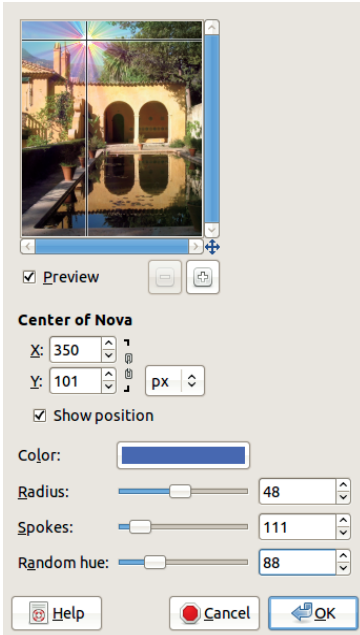 Preview
Center of Nova
X: 350
Y: 101 px
Show position
Color:
Radius: 48
Spokes: 111
Random hue: 88
Help Cancel OK